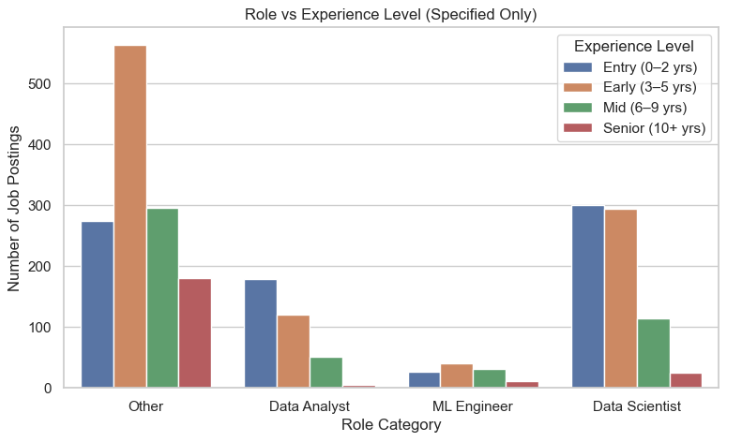 Role vs Experience Level (Specified Only)
Experience Level
Entry (0–2 yrs)
Early (3–5 yrs)
Mid (6–9 yrs)
Senior (10+ yrs)
Number of Job Postings
500
400
300
200
100
0
Other
Data Analyst
ML Engineer
Data Scientist
Role Category